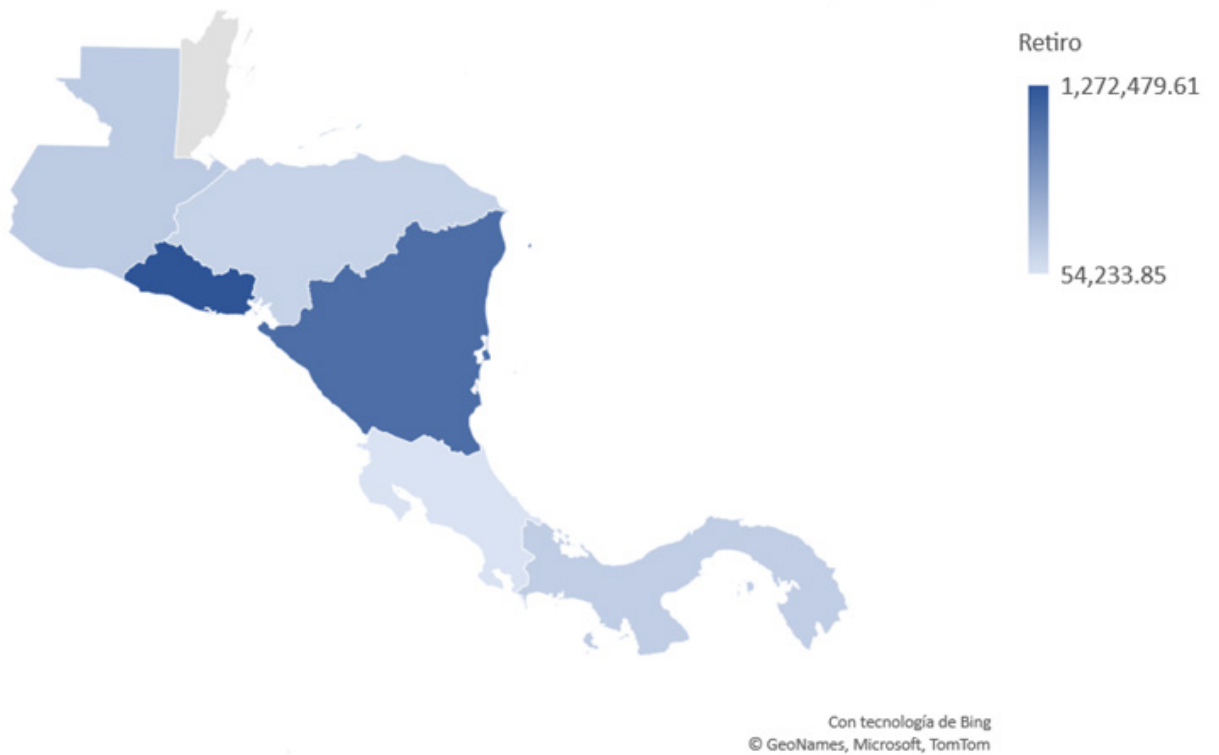 Retiro
1,272,479.61
54,233.85
Con tecnología de Bing
© GeoNames, Microsoft, TomTom